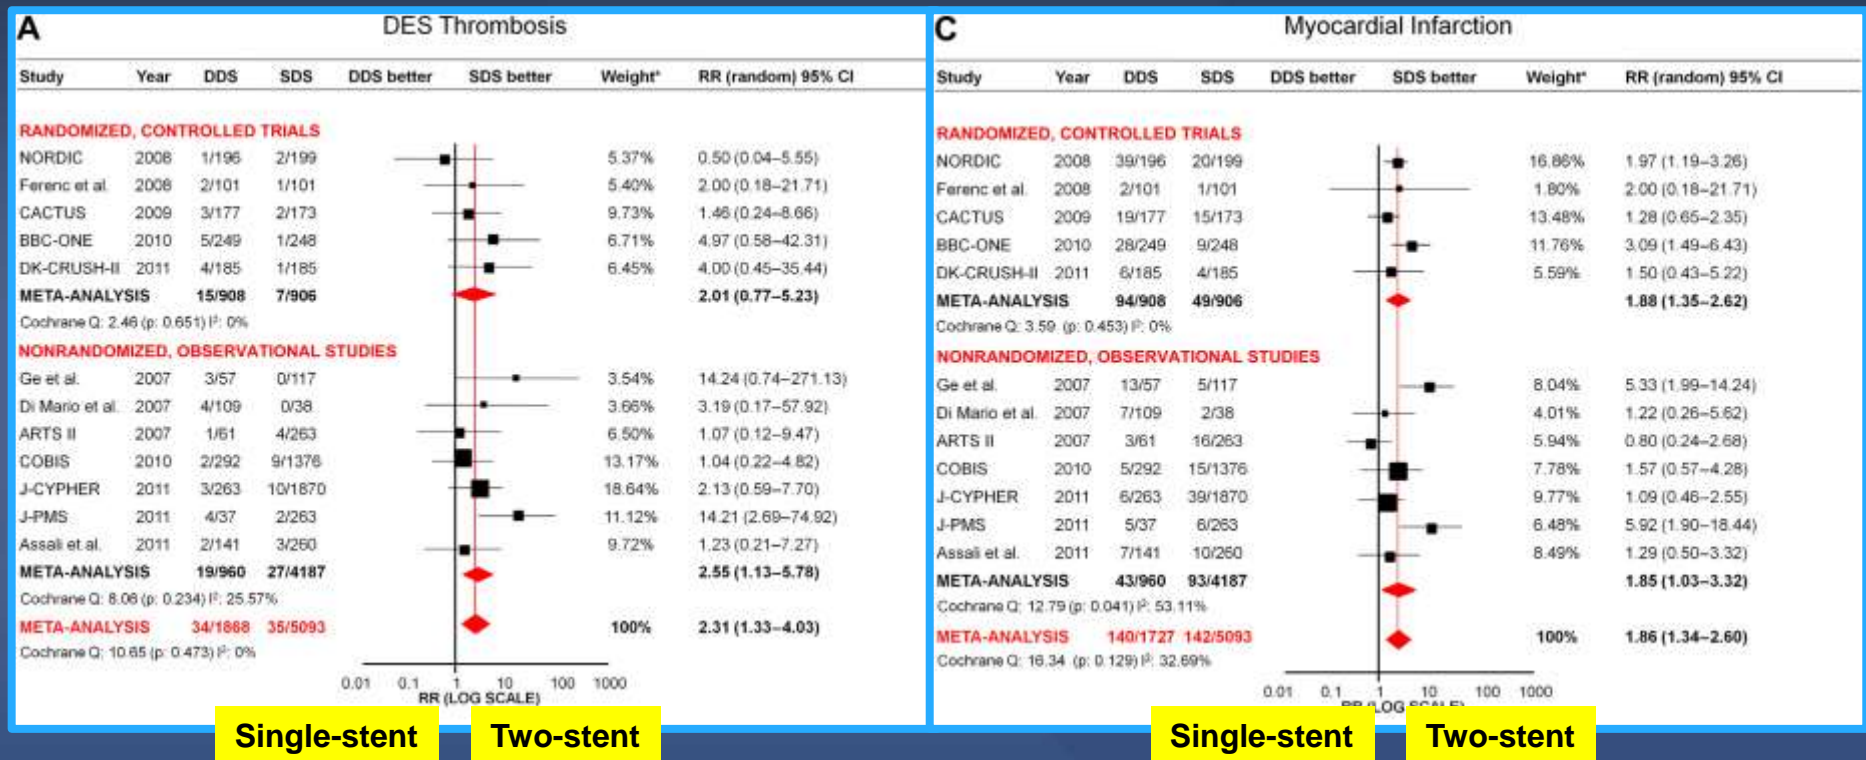 A DES Thrombosis
Study Year DDS SDS DDS better SDS better Weight* RR (random) 95% CI
RANDOMIZED, CONTROLLED TRIALS
NORDIC 2008 1/196 2/199 5.37% 0.50 (0.04–5.55)
Ferenc et al. 2008 2/101 1/101 5.40% 2.00 (0.18–21.71)
CACTUS 2009 3/177 2/173 9.73% 1.46 (0.24–8.66)
BBC-ONE 2010 5/249 1/248 6.71% 4.97 (0.58–42.31)
DK-CRUSH-II 2011 4/185 1/185 6.45% 4.00 (0.45–35.44)
META-ANALYSIS 15/908 7/906 2.01 (0.77–5.23)
Cochrane Q: 2.46 (p: 0.651) I²: 0%
NONRANDOMIZED, OBSERVATIONAL STUDIES
Ge et al. 2007 3/57 0/117 3.54% 14.24 (0.74–271.13)
Di Mario et al. 2007 4/109 0/38 3.66% 3.19 (0.17–57.92)
ARTS II 2007 1/61 4/263 6.50% 1.07 (0.12–9.47)
COBIS 2010 2/292 9/1376 13.17% 1.04 (0.22–4.82)
J-CYPHER 2011 3/263 10/1870 18.64% 2.13 (0.59–7.70)
J-PMS 2011 4/37 2/263 11.12% 14.21 (2.69–74.92)
Assali et al. 2011 2/141 3/260 9.72% 1.23 (0.21–7.27)
META-ANALYSIS 19/960 27/4187 2.55 (1.13–5.78)
Cochrane Q: 8.06 (p: 0.234) I²: 25.57%
META-ANALYSIS 34/1868 35/5093 100% 2.31 (1.33–4.03)
Cochrane Q: 10.65 (p: 0.473) I²: 0%
0.01 0.1 1 10 100 1000
RR (LOG SCALE)
Single-stent Two-stent
C Myocardial Infarction
Study Year DDS SDS DDS better SDS better Weight* RR (random) 95% CI
RANDOMIZED, CONTROLLED TRIALS
NORDIC 2008 39/196 20/199 16.86% 1.97 (1.19–3.26)
Ferenc et al. 2008 2/101 1/101 1.80% 2.00 (0.18–21.71)
CACTUS 2009 19/177 15/173 13.48% 1.28 (0.65–2.35)
BBC-ONE 2010 28/249 9/248 11.76% 3.09 (1.49–6.43)
DK-CRUSH-II 2011 6/185 4/185 5.59% 1.50 (0.43–5.22)
META-ANALYSIS 94/908 49/906 1.88 (1.35–2.62)
Cochrane Q: 3.59 (p: 0.453) I²: 0%
NONRANDOMIZED, OBSERVATIONAL STUDIES
Ge et al. 2007 13/57 5/117 8.04% 5.33 (1.99–14.24)
Di Mario et al. 2007 7/109 2/38 4.01% 1.22 (0.26–5.62)
ARTS II 2007 3/61 16/263 5.94% 0.80 (0.24–2.68)
COBIS 2010 5/292 15/1376 7.78% 1.57 (0.57–4.28)
J-CYPHER 2011 6/263 39/1870 9.77% 1.09 (0.46–2.55)
J-PMS 2011 5/37 6/263 6.48% 5.92 (1.90–18.44)
Assali et al. 2011 7/141 10/260 8.49% 1.29 (0.50–3.32)
META-ANALYSIS 43/960 93/4187 1.85 (1.03–3.32)
Cochrane Q: 12.79 (p: 0.041) I²: 53.11%
META-ANALYSIS 140/1727 142/5093 100% 1.86 (1.34–2.60)
Cochrane Q: 16.34 (p: 0.129) I²: 32.69%
0.01 0.1 1 10 100 1000
Single-stent Two-stent